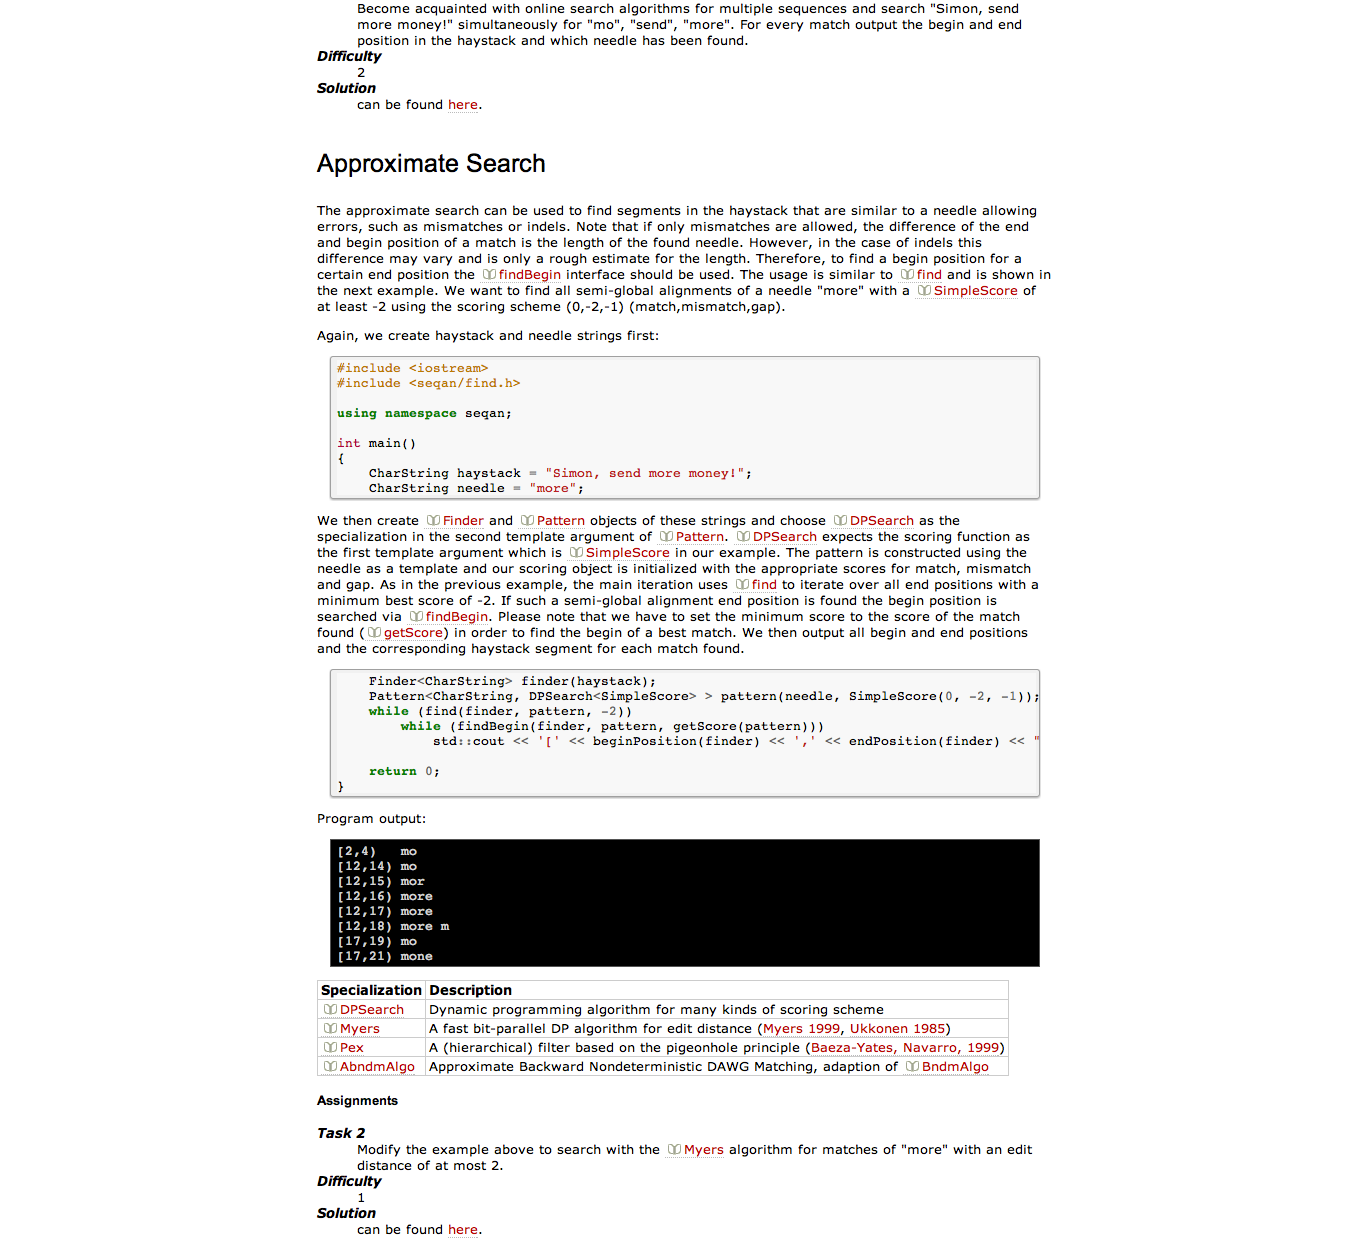 Become acquainted with online search algorithms for multiple sequences and search "Simon, send
more money!" simultaneously for "mo", "send", "more". For every match output the begin and end
position in the haystack and which needle has been found.
Difficulty
2
Solution
can be found here.
Approximate Search
The approximate search can be used to find segments in the haystack that are similar to a needle allowing
errors, such as mismatches or indels. Note that if only mismatches are allowed, the difference of the end
and begin position of a match is the length of the found needle. However, in the case of indels this
difference may vary and is only a rough estimate for the length. Therefore, to find a begin position for a
certain end position the findBegin interface should be used. The usage is similar to find and is shown in
the next example. We want to find all semi-global alignments of a needle "more" with a SimpleScore of
at least -2 using the scoring scheme (0,-2,-1) (match,mismatch,gap).
Again, we create haystack and needle strings first:
#include <iostream>
#include <seqan/find.h>
using namespace seqan;
int main()
{
CharString haystack = "Simon, send more money!";
CharString needle = "more";
We then create Finder and Pattern objects of these strings and choose DPSearch as the
specialization in the second template argument of Pattern. DPSearch expects the scoring function as
the first template argument which is SimpleScore in our example. The pattern is constructed using the
needle as a template and our scoring object is initialized with the appropriate scores for match, mismatch
and gap. As in the previous example, the main iteration uses find to iterate over all end positions with a
minimum best score of -2. If such a semi-global alignment end position is found the begin position is
searched via findBegin. Please note that we have to set the minimum score to the score of the match
found (getScore) in order to find the begin of a best match. We then output all begin and end positions
and the corresponding haystack segment for each match found.
Finder<CharString> finder(haystack);
Pattern<CharString, DPSearch<SimpleScore> > pattern(needle, SimpleScore(0, -2, -1));
while (find(finder, pattern, -2))
while (findBegin(finder, pattern, getScore(pattern)))
std::cout << '[' << beginPosition(finder) << ',' << endPosition(finder) << "
return 0;
}
Program output:
[2,4) mo
[12,14) mo
[12,15) mor
[12,16) more
[12,17) more
[12,18) more m
[17,19) mo
[17,21) mone
Specialization Description
DPSearch Dynamic programming algorithm for many kinds of scoring scheme
Myers A fast bit-parallel DP algorithm for edit distance (Myers 1999, Ukkonen 1985)
Pex A (hierarchical) filter based on the pigeonhole principle (Baeza-Yates, Navarro, 1999)
AbndmAlgo Approximate Backward Nondeterministic DAWG Matching, adaption of BndmAlgo
Assignments
Task 2
Modify the example above to search with the Myers algorithm for matches of "more" with an edit
distance of at most 2.
Difficulty
1
Solution
can be found here.